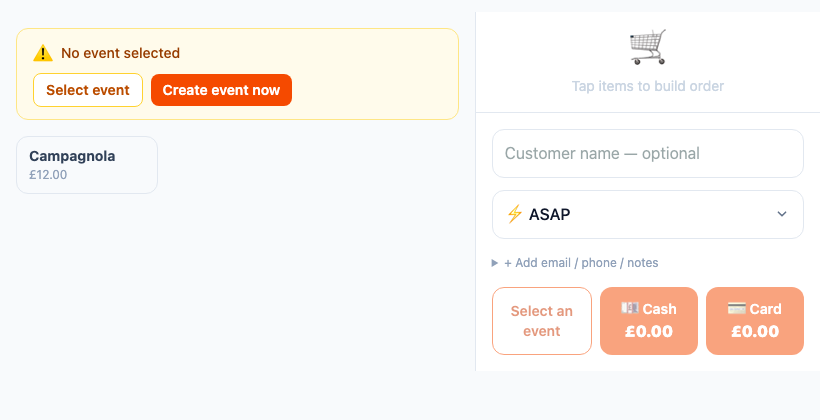 ⚠️ No event selected
Select event
Create event now
Campagnola
£12.00
Tap items to build order
Customer name — optional
⚡ ASAP
+ Add email / phone / notes
Select an
event
💷 Cash
£0.00
💳 Card
£0.00